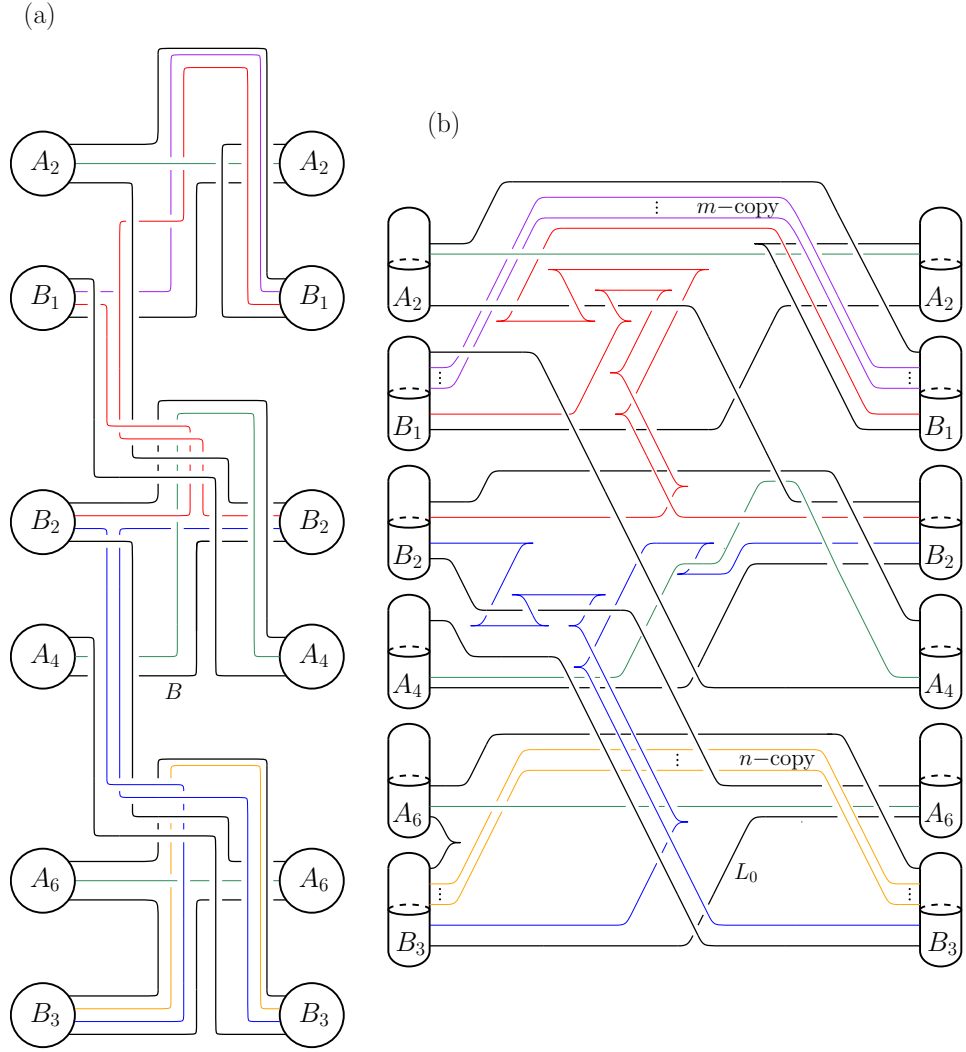 (a)
A₂ A₂
B₁ B₁
B₂ B₂
A₄ A₄
B
A₆ A₆
B₃ B₃
(b)
⋮ m−copy
A₂ A₂
⋮ ⋮
B₁ B₁
B₂ B₂
A₄ A₄
⋮ n−copy
A₆ A₆
L₀
⋮ ⋮
B₃ B₃